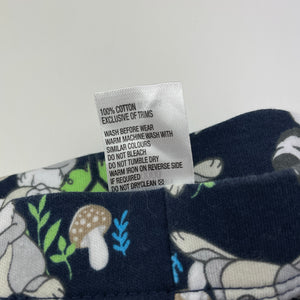 100% COTTON
EXCLUSIVE OF TRIMS
WASH BEFORE WEAR
WARM MACHINE WASH WITH
SIMILAR COLOURS
DO NOT BLEACH
DO NOT TUMBLE DRY
WARM IRON ON REVERSE SIDE
IF REQUIRED
DO NOT DRYCLEAN